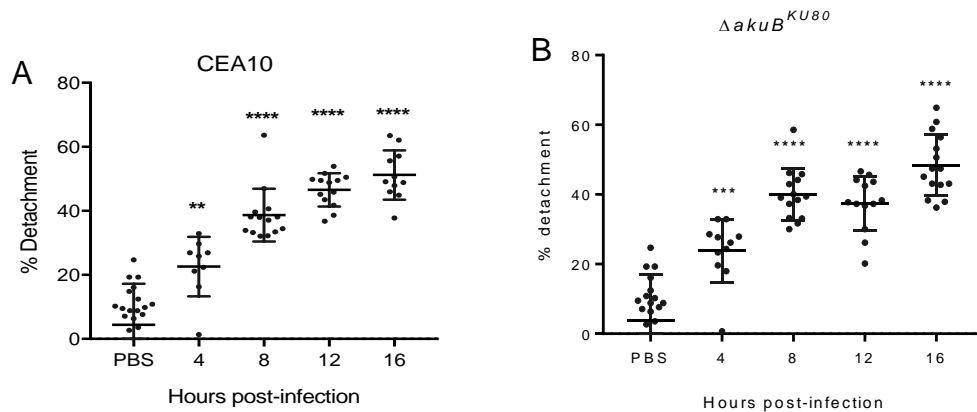 A
CEA10
% Detachment
80
60
40
20
0
**
****
****
****
PBS 4 8 12 16
Hours post-infection
B
ΔakuB^KU80
% detachment
80
60
40
20
0
***
****
****
****
PBS 4 8 12 16
Hours post-infection